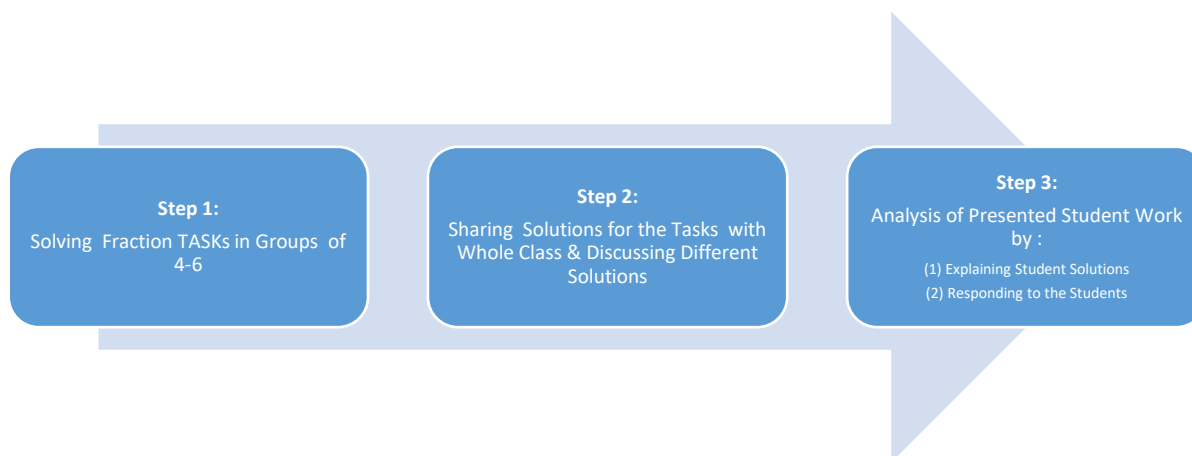 Step 1:
Solving Fraction TASKs in Groups of
4-6
Step 2:
Sharing Solutions for the Tasks with
Whole Class & Discussing Different
Solutions
Step 3:
Analysis of Presented Student Work
by :
(1) Explaining Student Solutions
(2) Responding to the Students